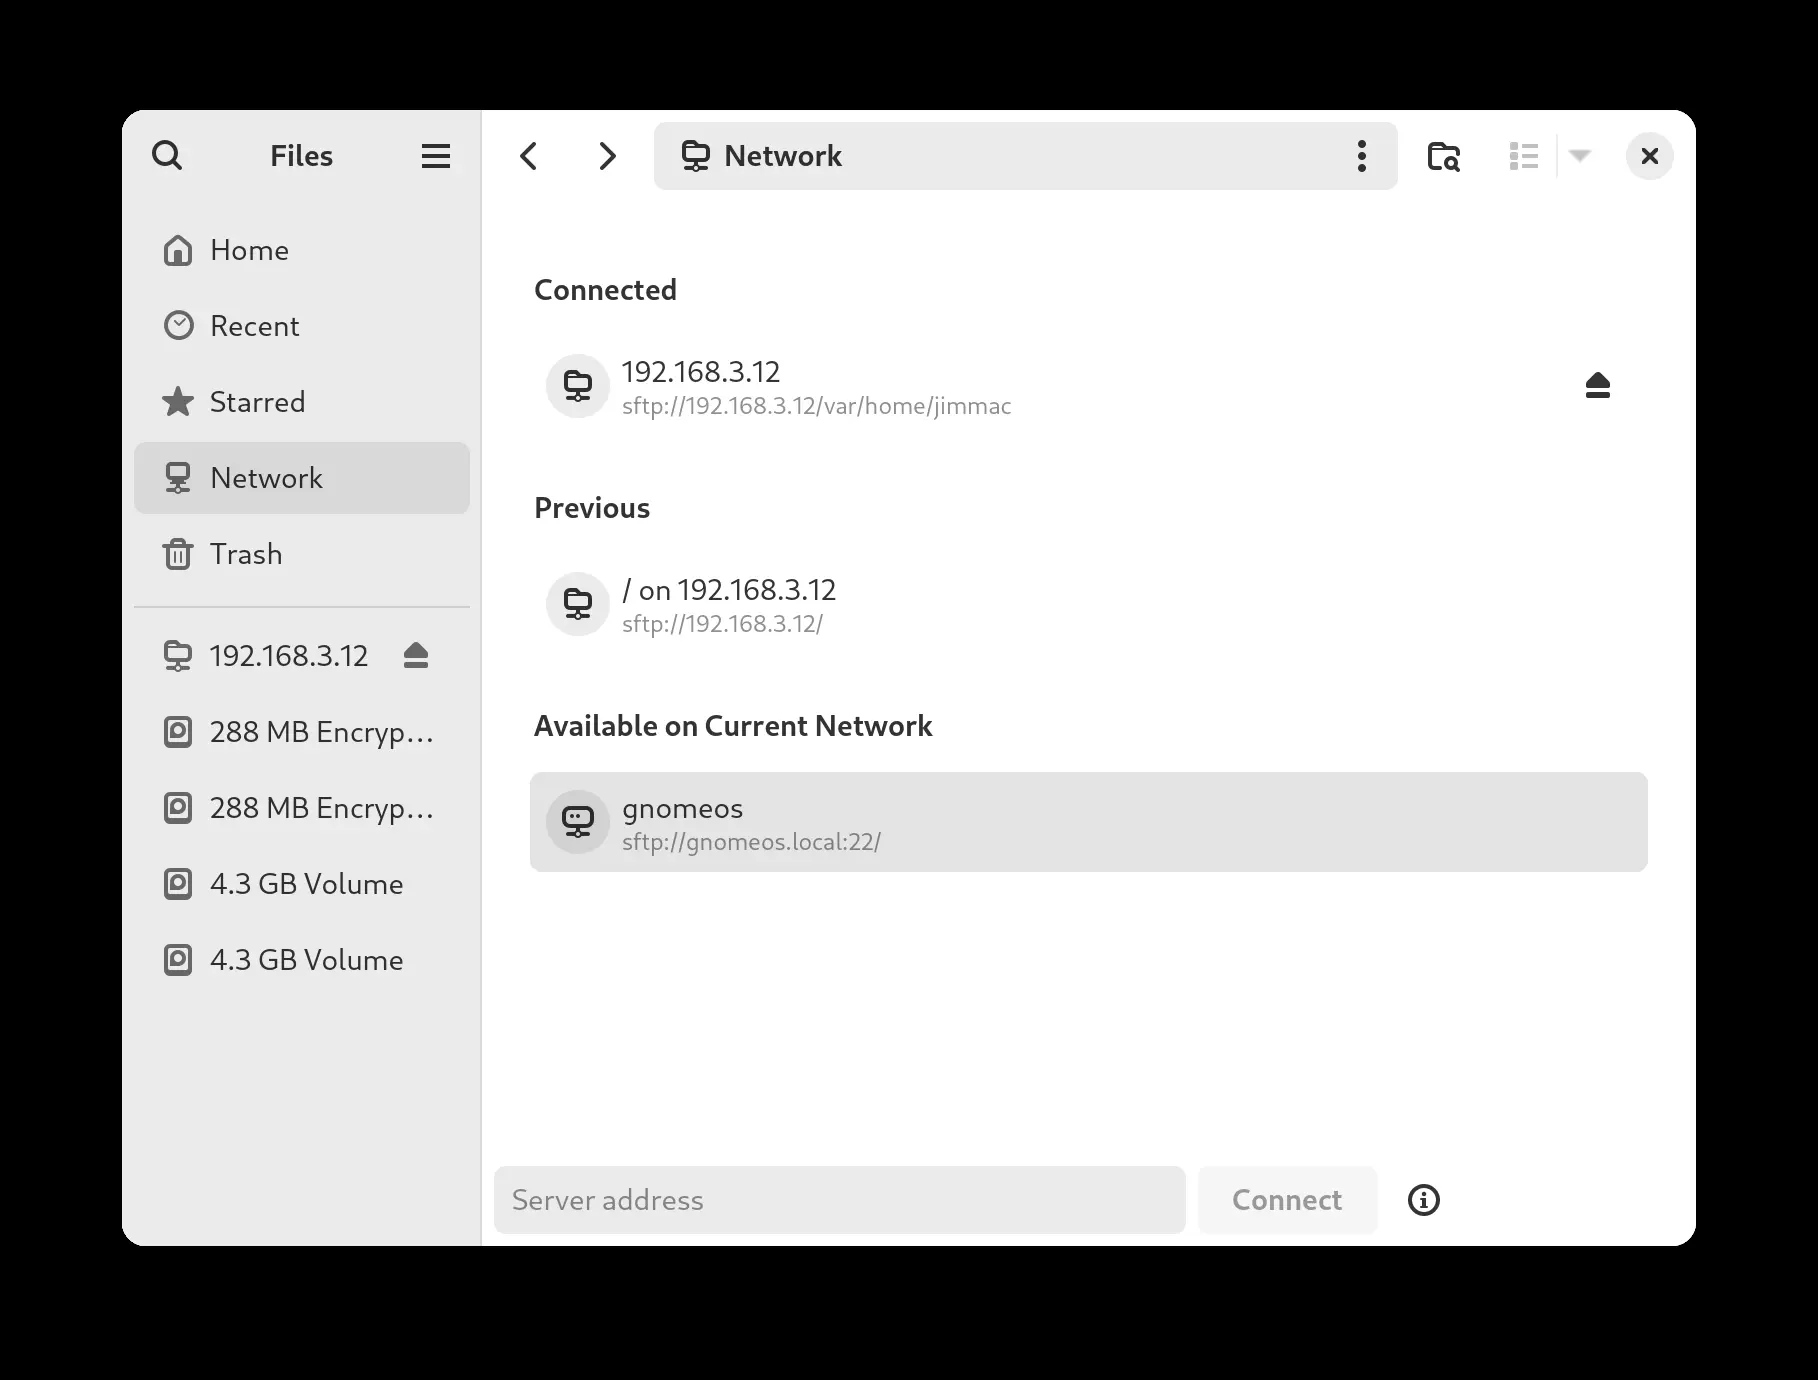 Files
Home
Recent
Starred
Network
Trash
192.168.3.12
288 MB Encryp...
288 MB Encryp...
4.3 GB Volume
4.3 GB Volume
Network
Connected
192.168.3.12
sftp://192.168.3.12/var/home/jimmac
Previous
/ on 192.168.3.12
sftp://192.168.3.12/
Available on Current Network
gnomeos
sftp://gnomeos.local:22/
Server address
Connect